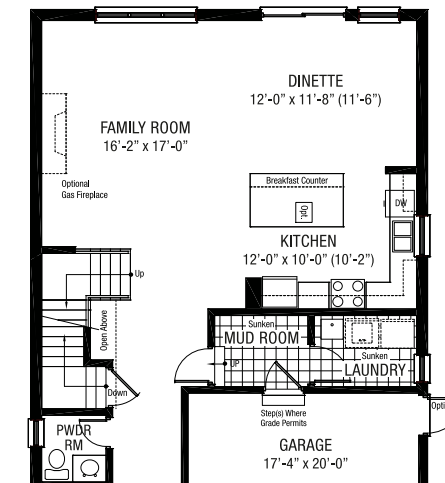 DINETTE
12'-0" x 11'-8" (11'-6")
FAMILY ROOM
16'-2" x 17'-0"
Optional
Gas Fireplace
Breakfast Counter
DW
Opt.
KITCHEN
12'-0" x 10'-0" (10'-2")
Up
Open Above
Sunken
MUD ROOM
UP
Sunken
LAUNDRY
Down
PWDR
RM
Step(s) Where
Grade Permits
Opti
GARAGE
17'-4" x 20'-0"